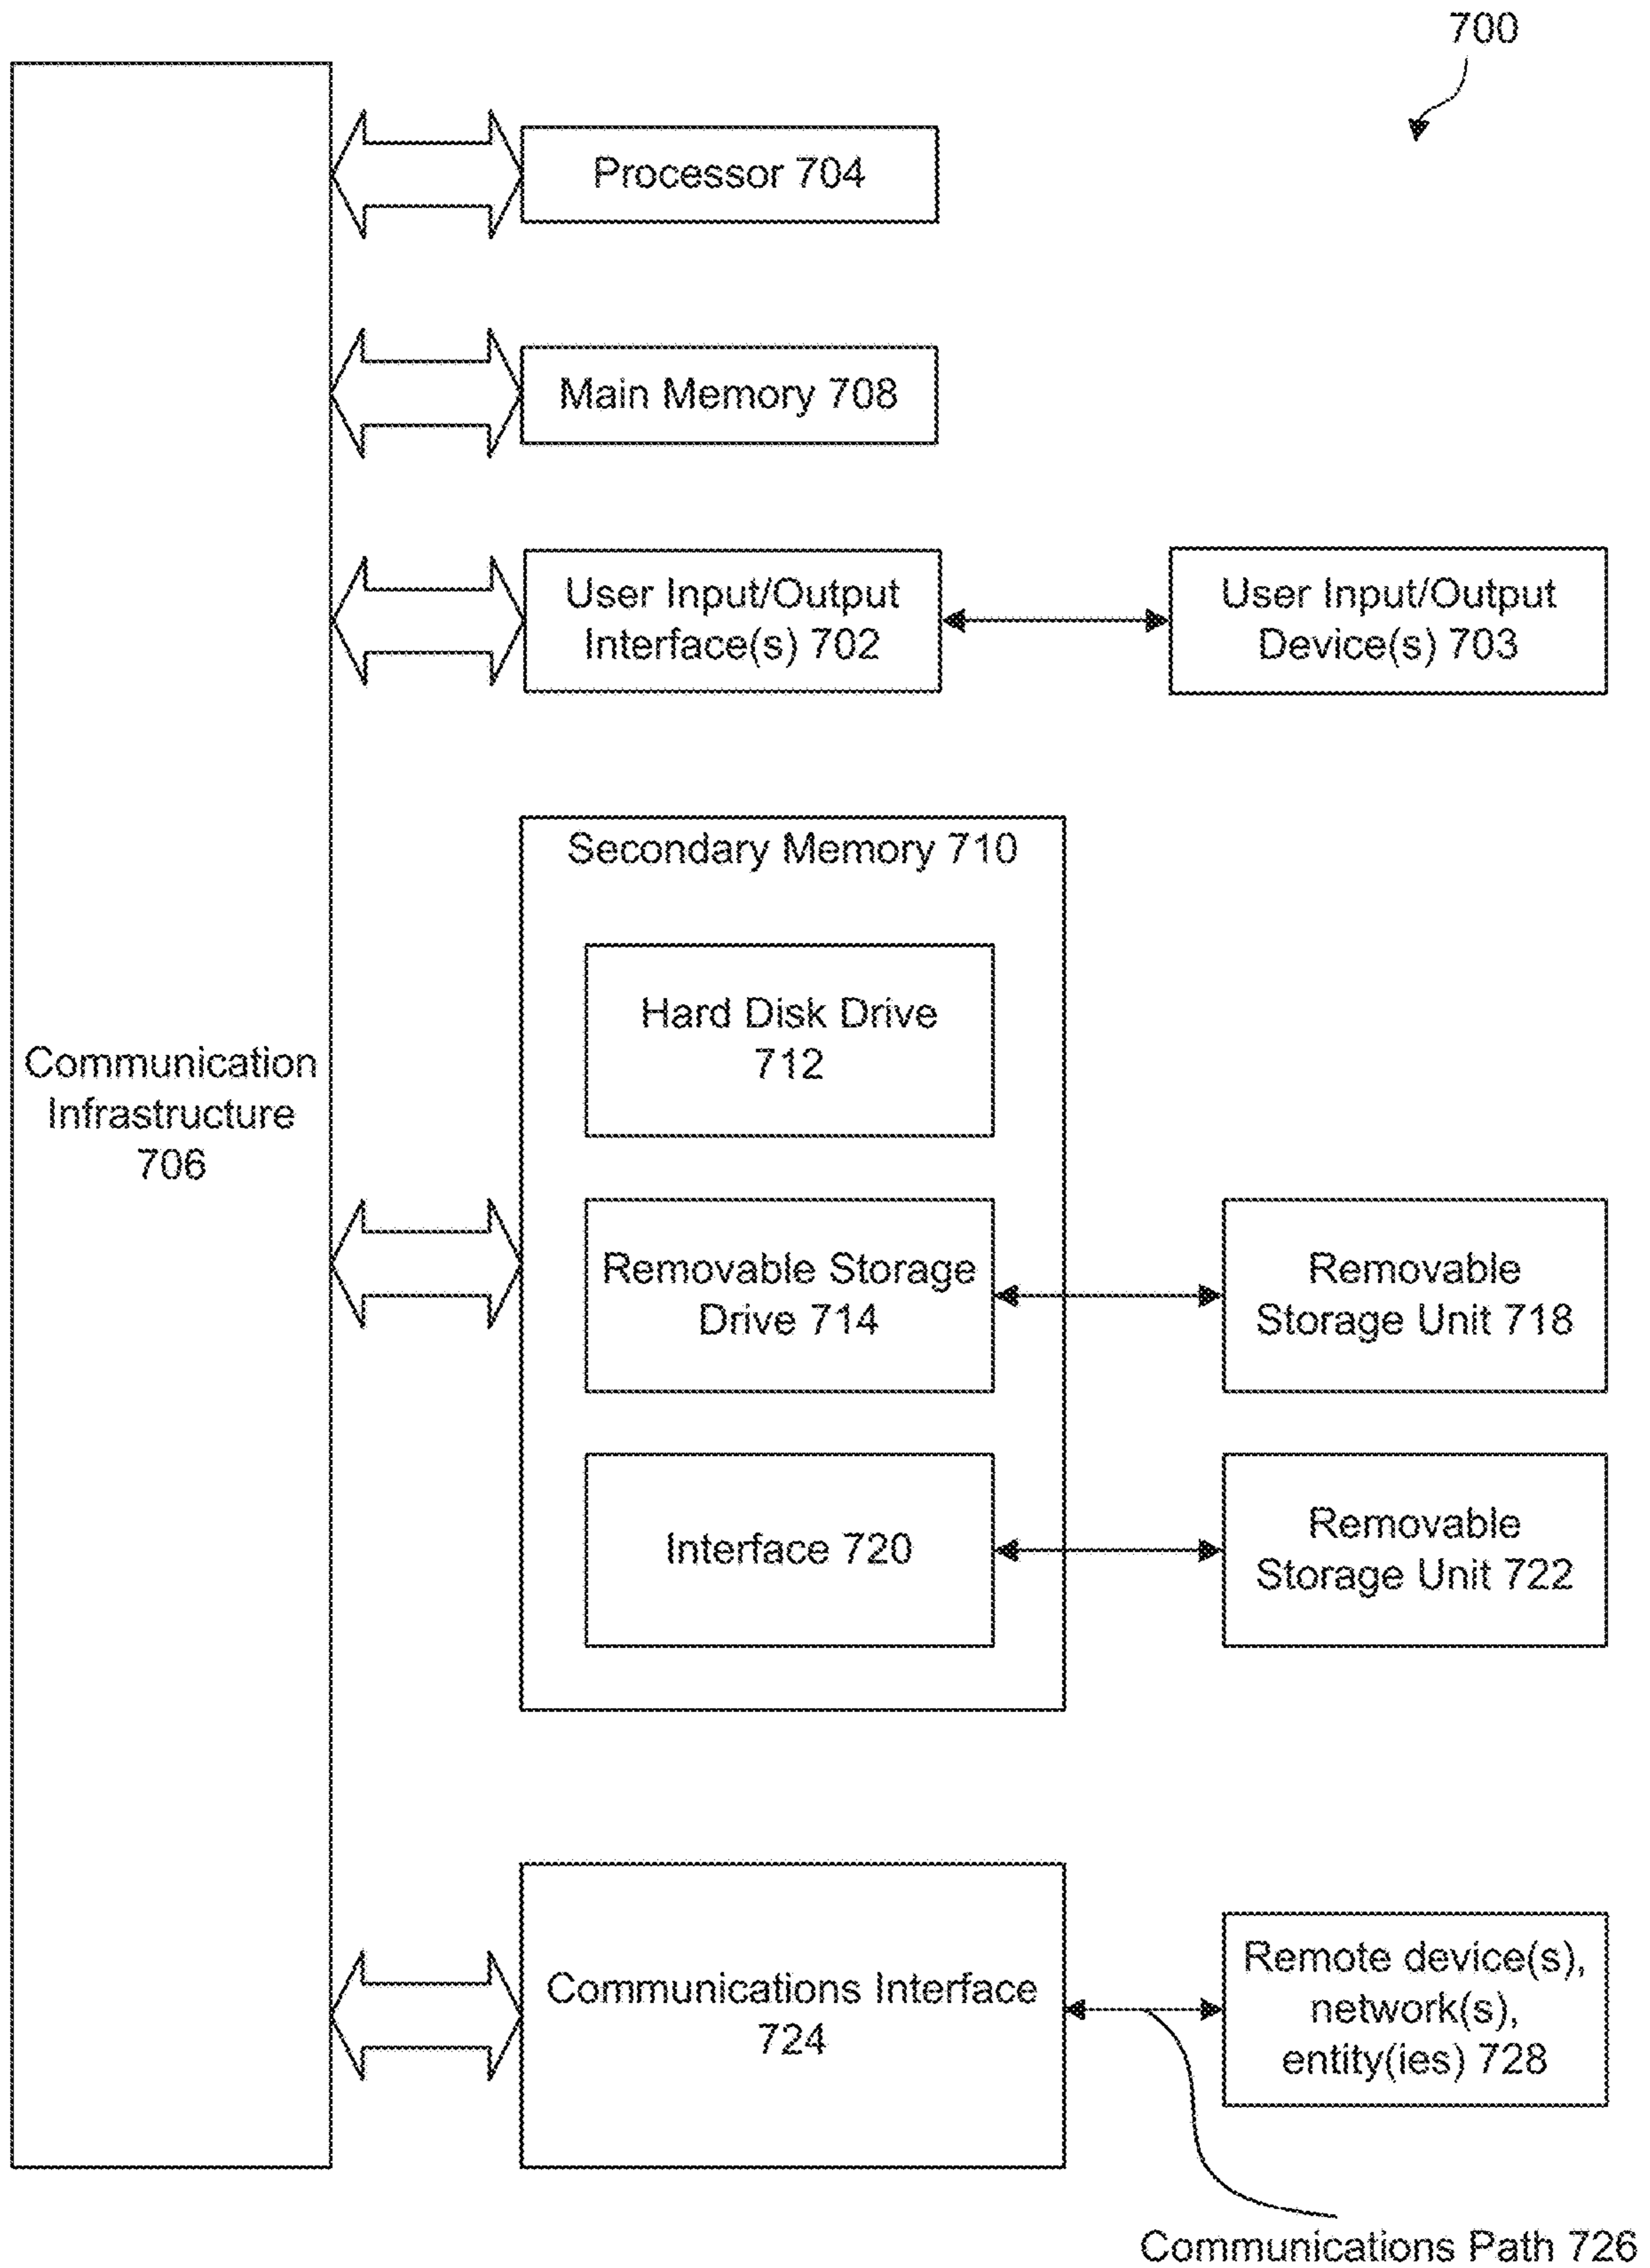 700
Processor 704
Main Memory 708
User Input/Output
Interface(s) 702
User Input/Output
Device(s) 703
Secondary Memory 710
Hard Disk Drive
712
Communication
Infrastructure
706
Removable Storage
Drive 714
Removable
Storage Unit 718
Interface 720
Removable
Storage Unit 722
Communications Interface
724
Remote device(s),
network(s),
entity(ies) 728
Communications Path 726